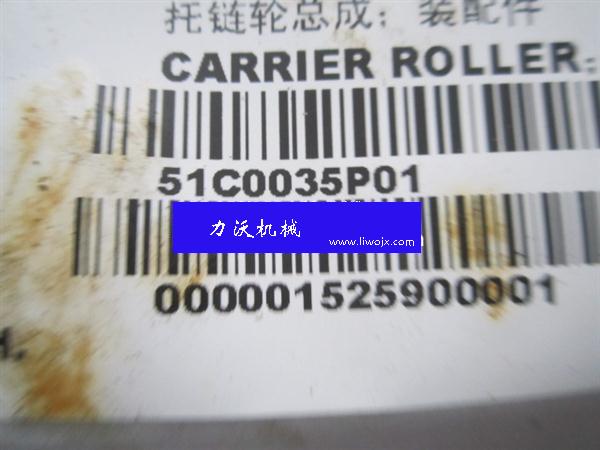 托链轮总成；装配件
CARRIER ROLLER;
51C0035P01
力沃机械
www.liwojx.com
000001525900001
H.